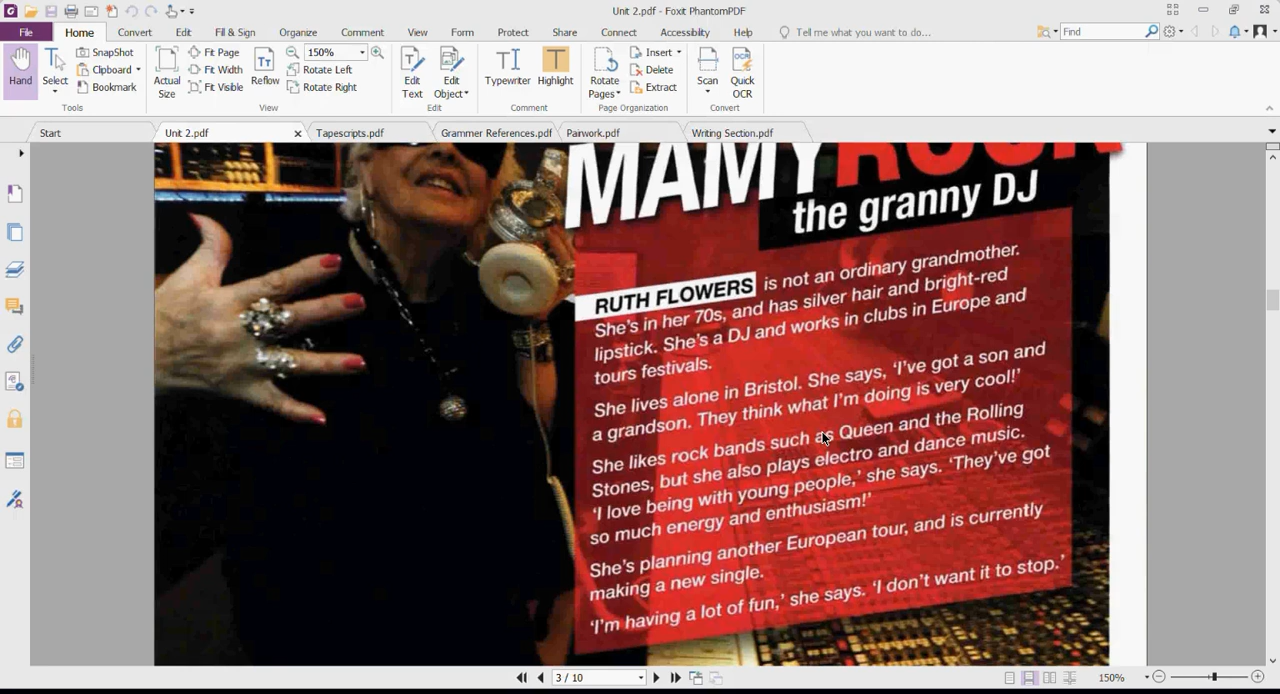 Unit 2.pdf - Foxit PhantomPDF
File Home Convert Edit Fill & Sign Organize Comment View Form Protect Share Connect Accessibility Help Tell me what you want to do... Find
Hand
Select
SnapShot
Clipboard
Bookmark
Tools
Actual Size
Fit Page
Fit Width
Fit Visible
Reflow
150%
Rotate Left
Rotate Right
View
Edit Text
Edit Object
Edit
Typewriter
Highlight
Comment
Rotate Pages
Insert
Delete
Extract
Page Organization
Scan
Quick OCR
Convert
Start Unit 2.pdf Tapescripts.pdf Grammer References.pdf Pairwork.pdf Writing Section.pdf
MAMYROCK
the granny DJ
RUTH FLOWERS is not an ordinary grandmother.
She's in her 70s, and has silver hair and bright-red
lipstick. She's a DJ and works in clubs in Europe and
tours festivals.
She lives alone in Bristol. She says, 'I've got a son and
a grandson. They think what I'm doing is very cool!'
She likes rock bands such as Queen and the Rolling
Stones, but she also plays electro and dance music.
'I love being with young people,' she says. 'They've got
so much energy and enthusiasm!'
She's planning another European tour, and is currently
making a new single.
'I'm having a lot of fun,' she says. 'I don't want it to stop.'
3 / 10
150%